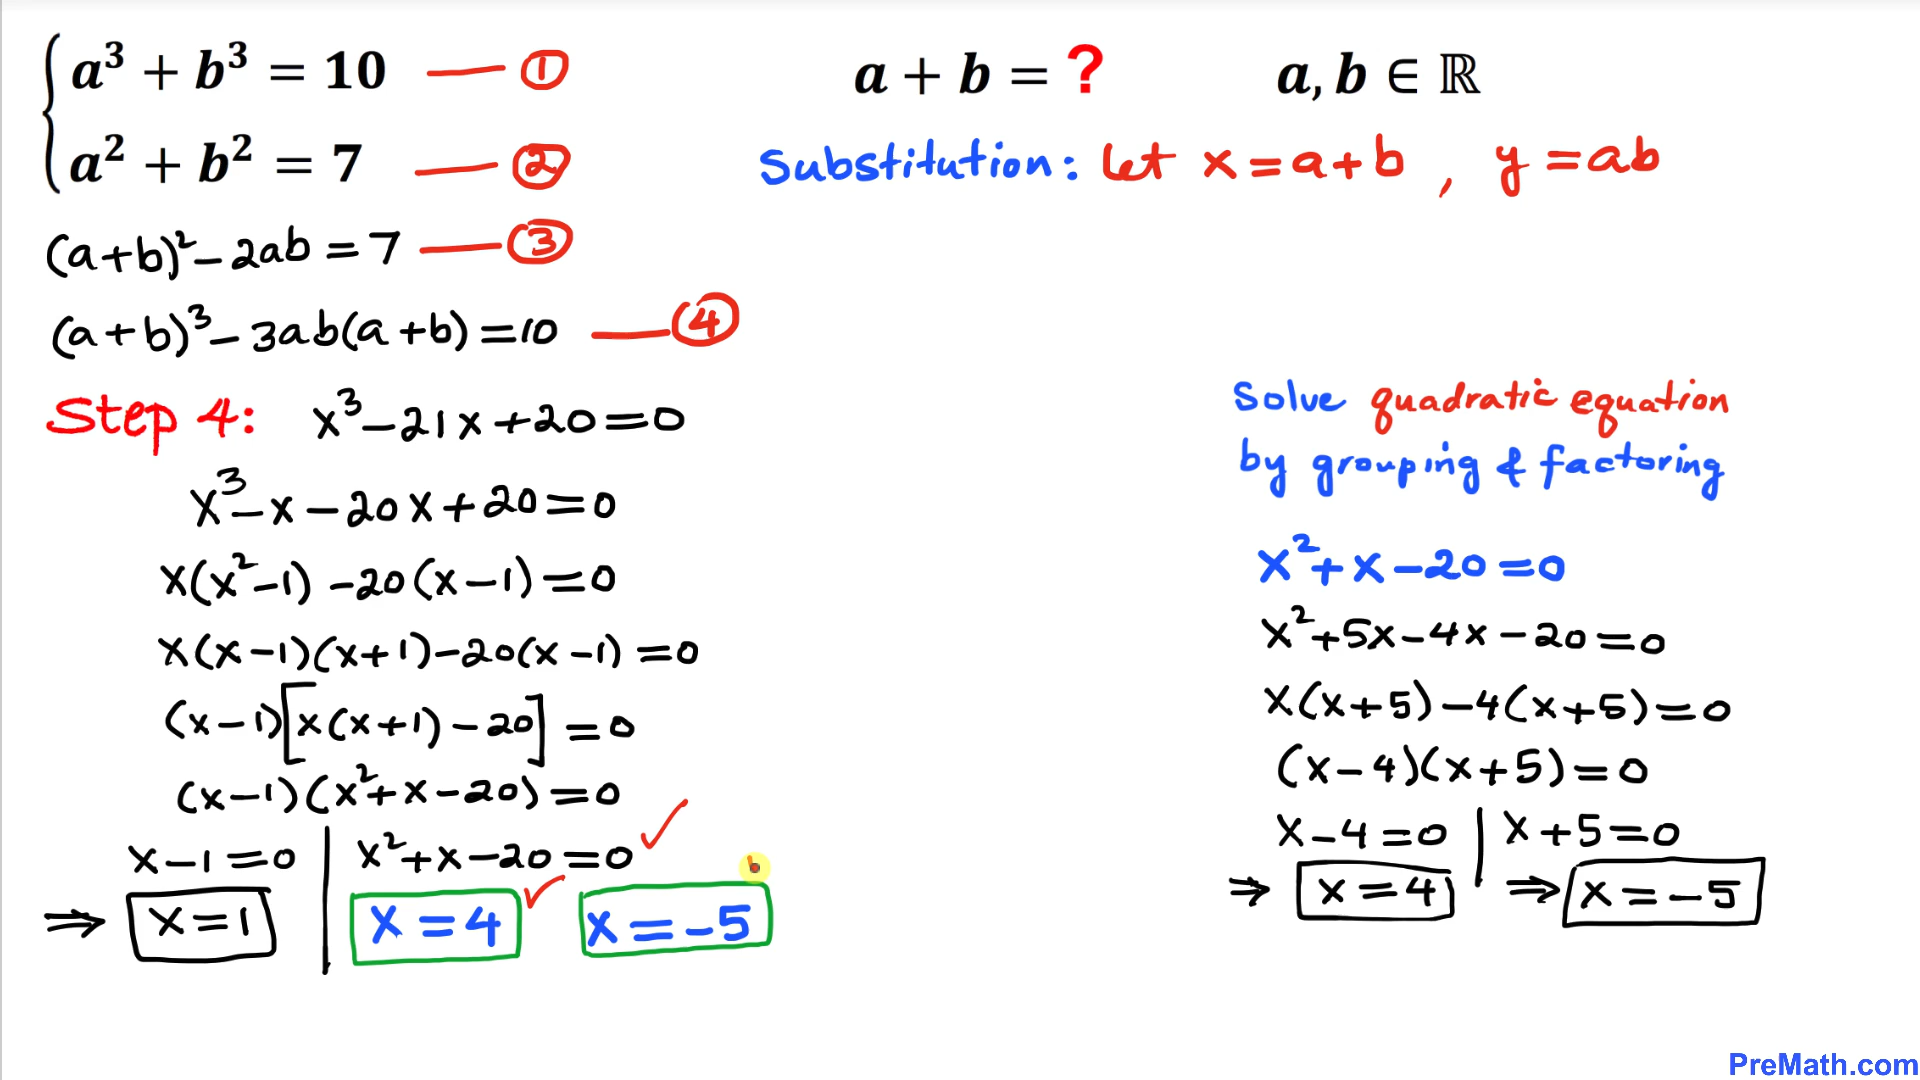 a³ + b³ = 10 — ①
a² + b² = 7 — ②
a + b = ?
a, b ∈ ℝ
Substitution: Let x = a + b , y = ab
(a+b)² - 2ab = 7 — ③
(a+b)³ - 3ab(a+b) = 10 — ④
Step 4: x³ - 21x + 20 = 0
x³ - x - 20x + 20 = 0
x(x² - 1) - 20(x - 1) = 0
x(x - 1)(x + 1) - 20(x - 1) = 0
(x - 1)[x(x + 1) - 20] = 0
(x - 1)(x² + x - 20) = 0
x - 1 = 0 | x² + x - 20 = 0 ✓
⇒ x = 1 | x = 4 ✓ x = -5
Solve quadratic equation
by grouping & factoring
x² + x - 20 = 0
x² + 5x - 4x - 20 = 0
x(x + 5) - 4(x + 5) = 0
(x - 4)(x + 5) = 0
x - 4 = 0 | x + 5 = 0
⇒ x = 4 | ⇒ x = -5
PreMath.com